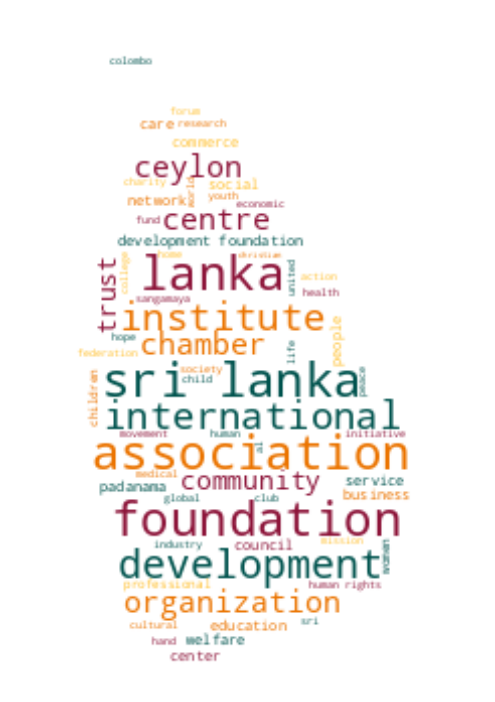 colombo
forum
care research
commerce
ceylon
charity world social
network youth
economic
fund centre
development foundation
home christian
trust college lanka united action
health
sangamaya
institute people
hope chamber
federation life
society
children child sri lanka peace
international
movement human initiative
association al
medical community service
padanama business
global club
foundation
industry council mission women
development
professional human rights
organization
cultural education sri
hand welfare
center